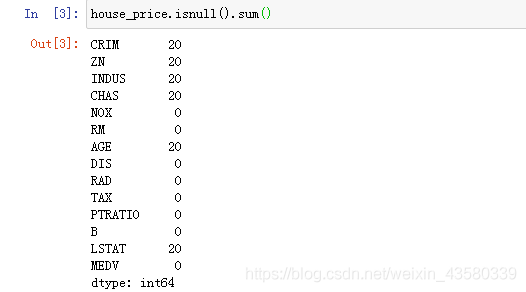 In [3]: house_price.isnull().sum()
Out[3]: CRIM 20
ZN 20
INDUS 20
CHAS 20
NOX 0
RM 0
AGE 20
DIS 0
RAD 0
TAX 0
PTRATIO 0
B 0
LSTAT 20
MEDV 0
dtype: int64
https://blog.csdn.net/weixin_43580339